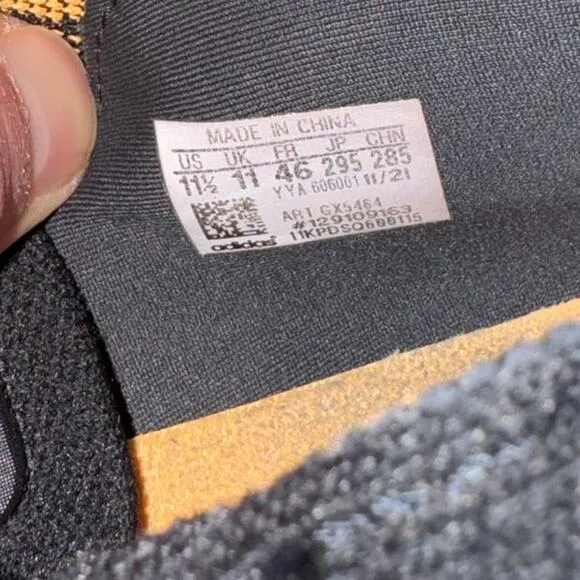 MADE IN CHINA
US UK FR JP CHN
11½ 11 46 295 285
YYA 606001 11/21
ART GX5464
#129109163
11KPDSQ600115
adidas